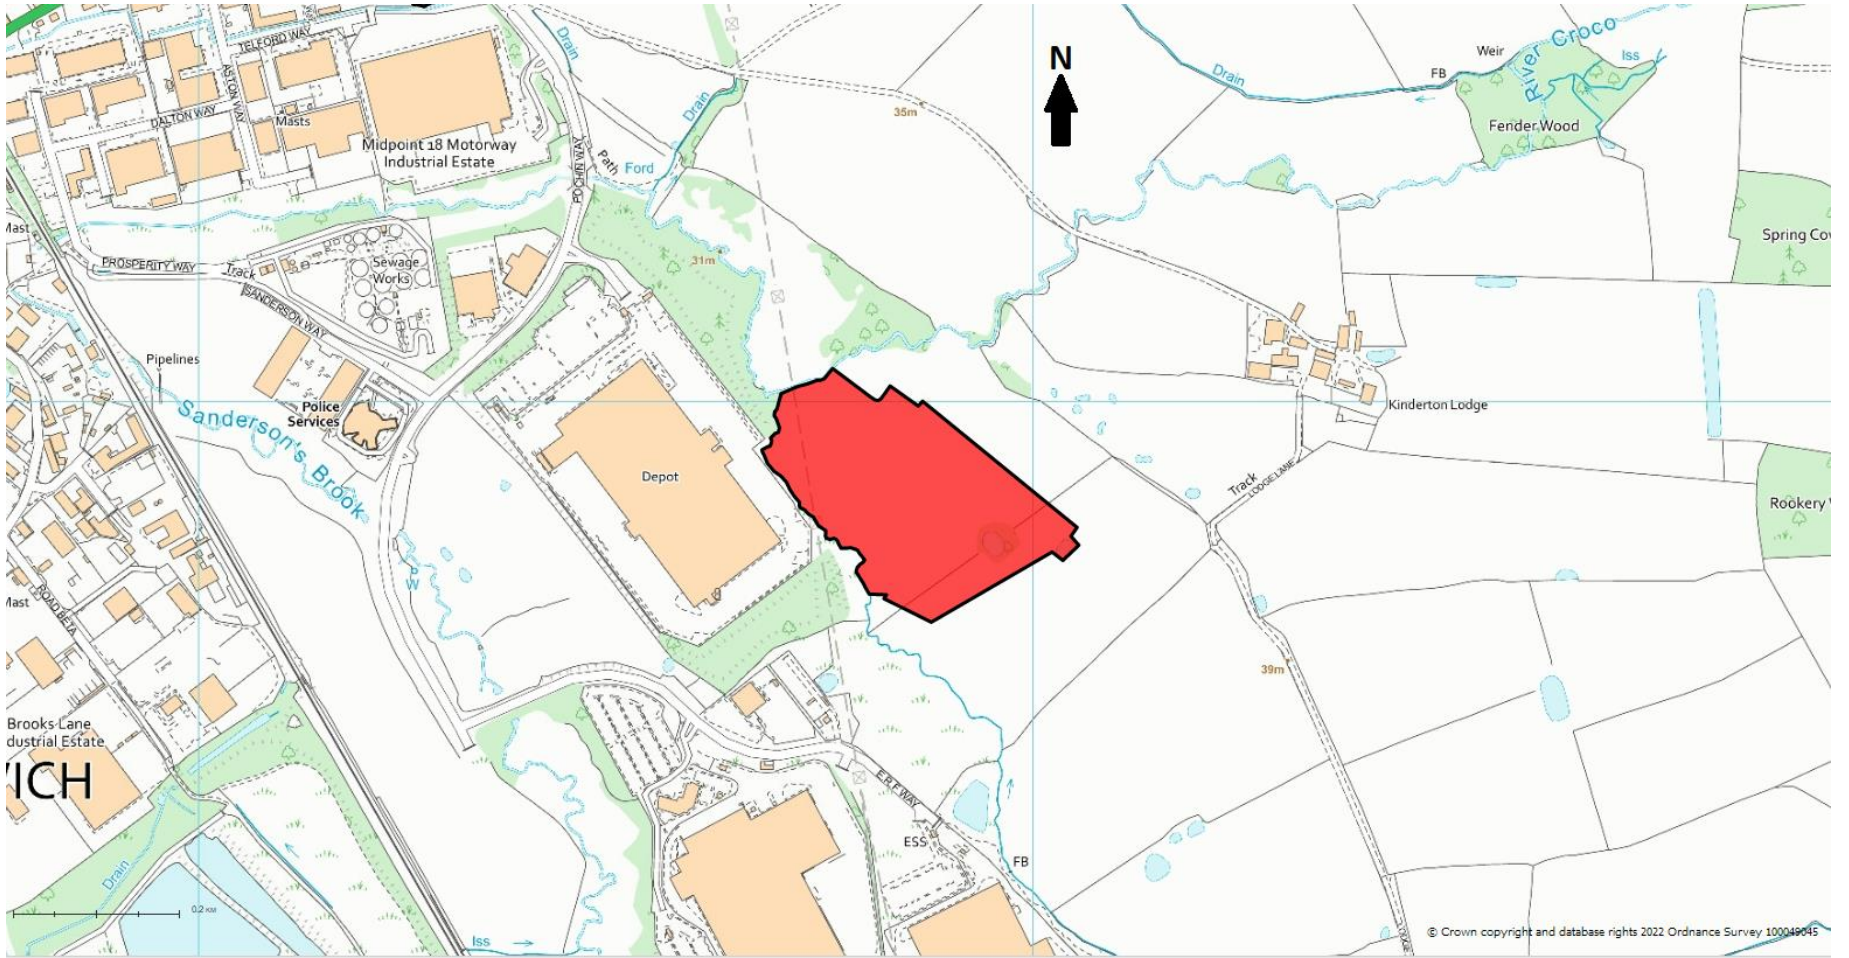 TELFORD WAY
Drain
N
Weir
River Croco
Iss
FB
Drain
ASTON WAY
DALTON WAY
Masts
Drain
35m
Fender Wood
Midpoint 18 Motorway
Industrial Estate
POCHIN WAY
Path
Ford
Mast
Spring Cov
PROSPERITY WAY
Track
Sewage
Works
31m
SANDERSON WAY
Pipelines
Police
Services
Sanderson's Brook
Kinderton Lodge
Depot
Track
LODGE LANE
Rookery
W
Mast
ROAD BETA
39m
Brooks Lane
dustrial Estate
ICH
E.R.F. WAY
ESS
FB
Drain
0.2 KM
Iss
© Crown copyright and database rights 2022 Ordnance Survey 100049045